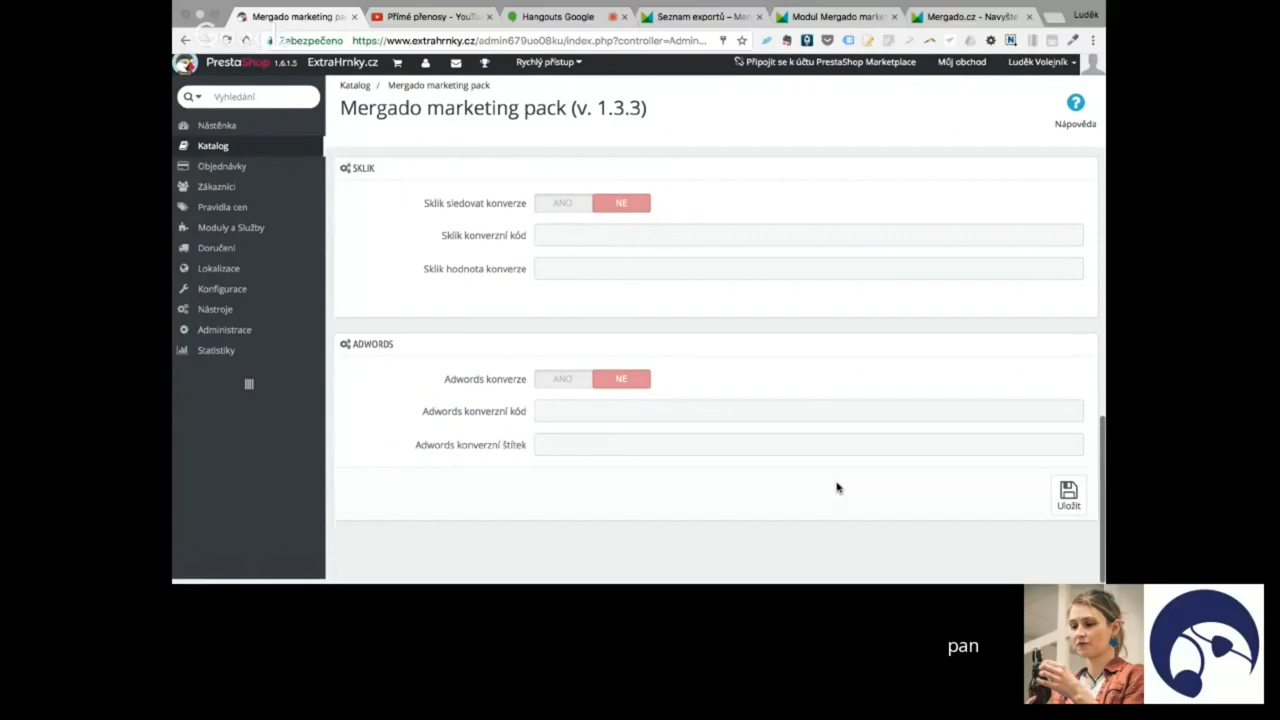 Mergado marketing pa
Přímé přenosy - YouTu
Hangouts Google
Seznam exportů – Mer
Modul Mergado marke
Mergado.cz - Navyšte
Luděk
Zabezpečeno https://www.extrahrnky.cz/admin679uo08ku/index.php?controller=Admin...
PrestaShop 1.6.1.5 ExtraHrnky.cz Rychlý přístup Připojit se k účtu PrestaShop Marketplace Můj obchod Luděk Volejník
Vyhledání
Nástěnka
Katalog
Objednávky
Zákazníci
Pravidla cen
Moduly a Služby
Doručení
Lokalizace
Konfigurace
Nástroje
Administrace
Statistiky
Katalog / Mergado marketing pack
Mergado marketing pack (v. 1.3.3)
Nápověda
SKLIK
Sklik sledovat konverze ANO NE
Sklik konverzní kód
Sklik hodnota konverze
ADWORDS
Adwords konverze ANO NE
Adwords konverzní kód
Adwords konverzní štítek
Uložit
pan